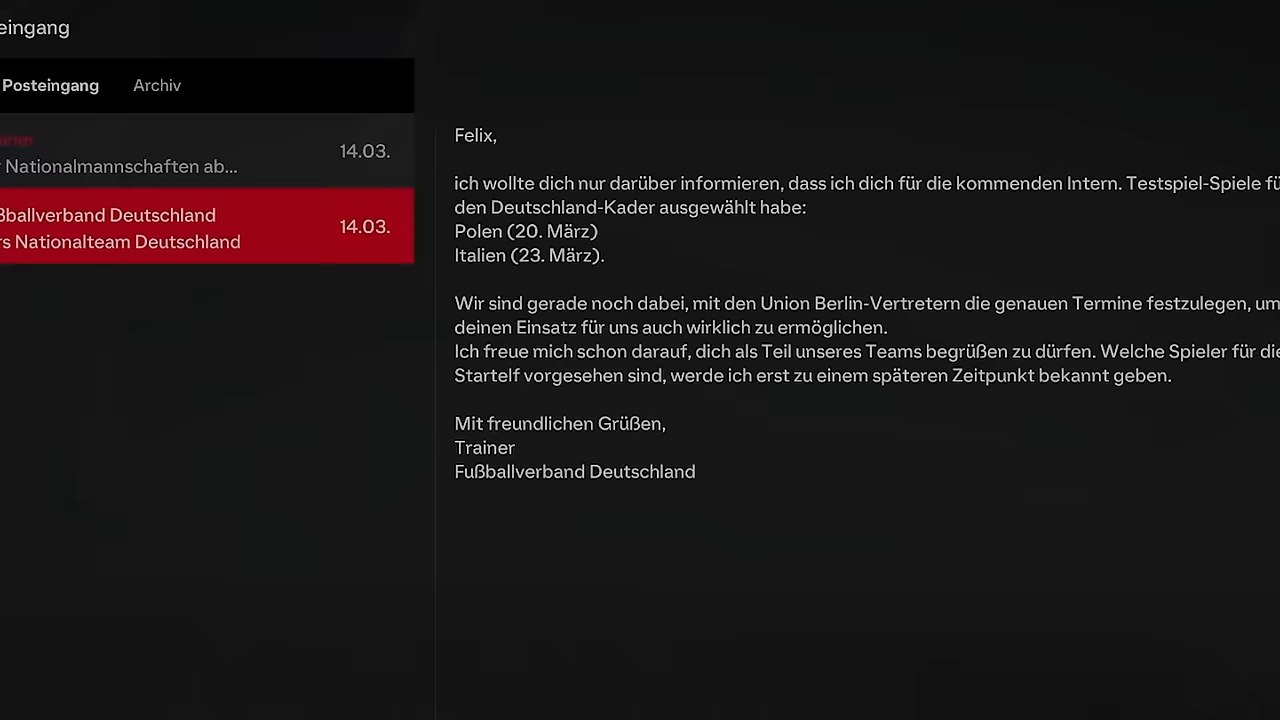 eingang
Posteingang Archiv
14.03.
Nationalmannschaften ab...
ßballverband Deutschland
14.03.
rs Nationalteam Deutschland
Felix,
ich wollte dich nur darüber informieren, dass ich dich für die kommenden Intern. Testspiel-Spiele fü
den Deutschland-Kader ausgewählt habe:
Polen (20. März)
Italien (23. März).
Wir sind gerade noch dabei, mit den Union Berlin-Vertretern die genauen Termine festzulegen, um
deinen Einsatz für uns auch wirklich zu ermöglichen.
Ich freue mich schon darauf, dich als Teil unseres Teams begrüßen zu dürfen. Welche Spieler für die
Startelf vorgesehen sind, werde ich erst zu einem späteren Zeitpunkt bekannt geben.
Mit freundlichen Grüßen,
Trainer
Fußballverband Deutschland